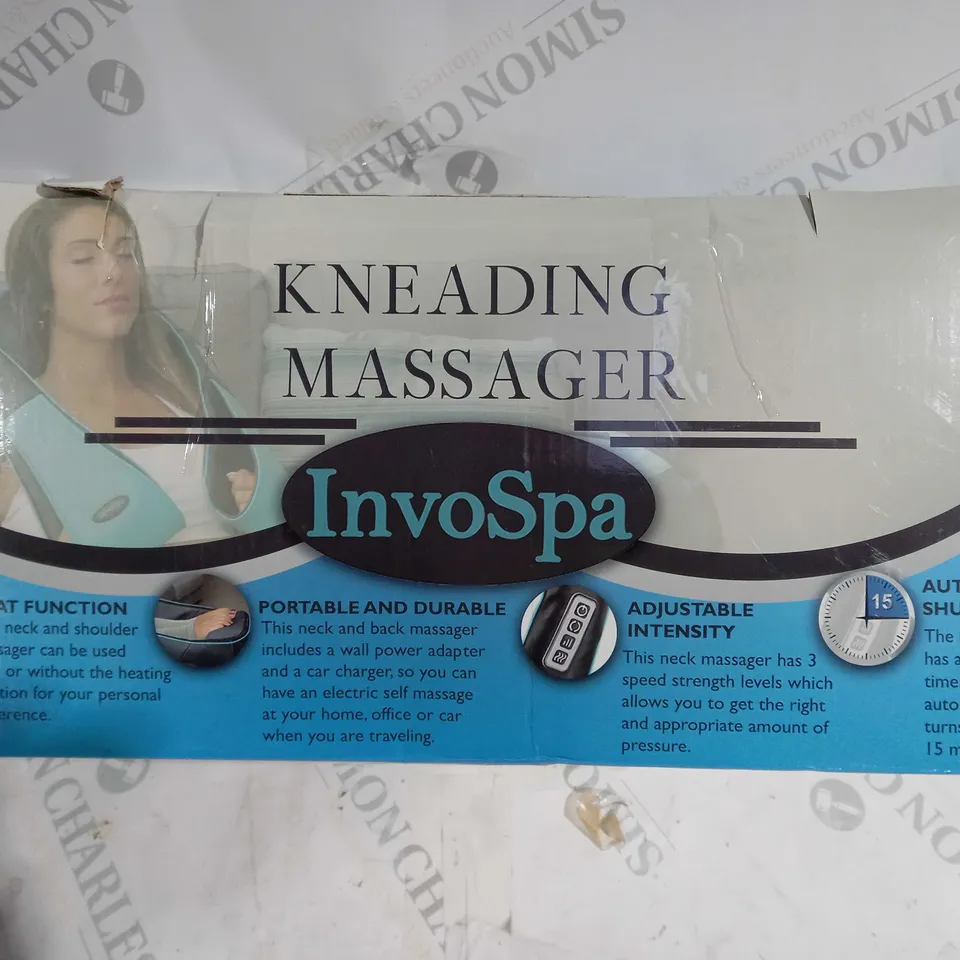 KNEADING
MASSAGER
InvoSpa
AT FUNCTION
neck and shoulder
sager can be used
or without the heating
tion for your personal
erence.
PORTABLE AND DURABLE
This neck and back massager
includes a wall power adapter
and a car charger, so you can
have an electric self massage
at your home, office or car
when you are traveling.
ADJUSTABLE
INTENSITY
This neck massager has 3
speed strength levels which
allows you to get the right
and appropriate amount of
pressure.
15
AUT
SHU
The
has a
time
auto
turns
15 m
SIMON CHARLES
Auctioneers &